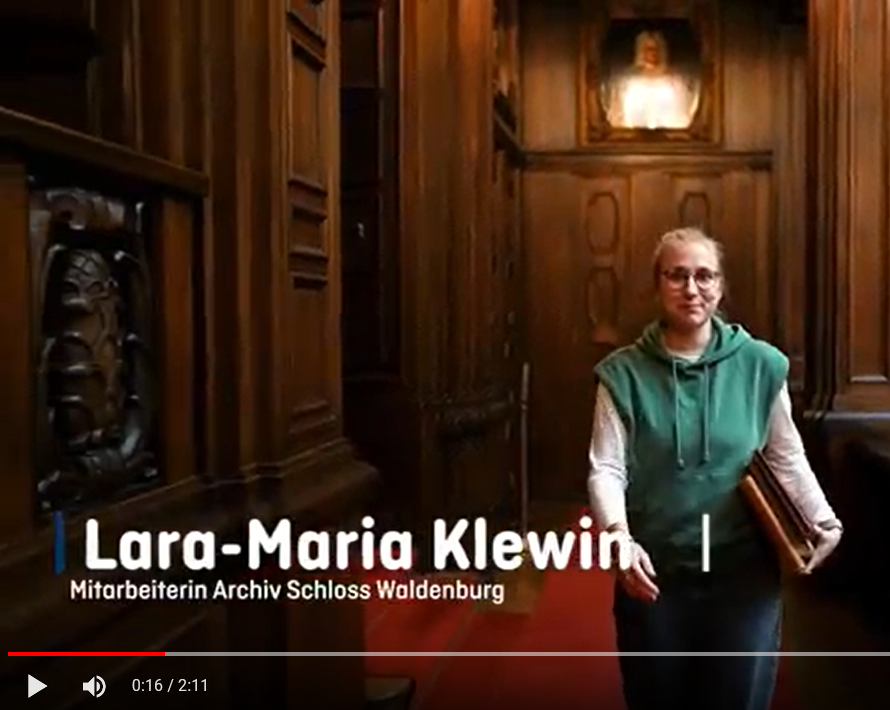 Lara-Maria Klewin
Mitarbeiterin Archiv Schloss Waldenburg
0:16 / 2:11